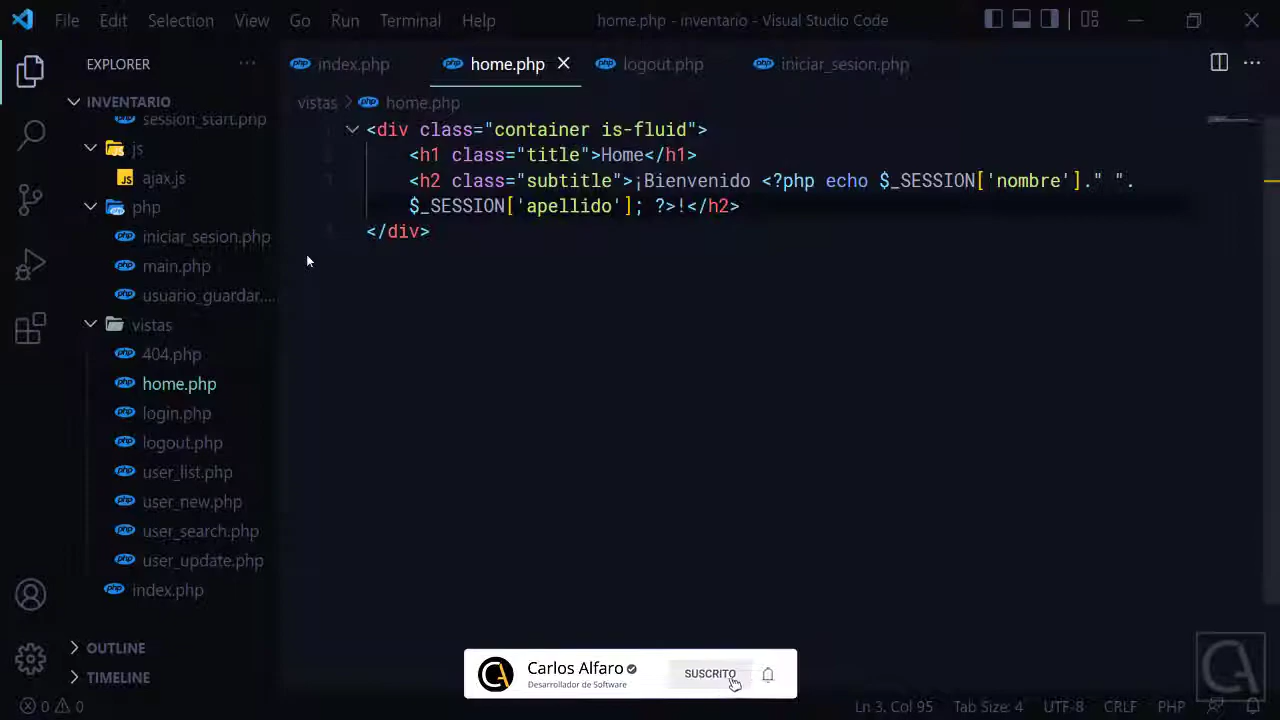 File Edit Selection View Go Run Terminal Help home.php - inventario - Visual Studio Code
EXPLORER
index.php home.php logout.php iniciar_sesion.php
INVENTARIO
session_start.php
js
ajax.js
php
iniciar_sesion.php
main.php
usuario_guardar....
vistas
404.php
home.php
login.php
logout.php
user_list.php
user_new.php
user_search.php
user_update.php
index.php
OUTLINE
TIMELINE
vistas > home.php
<div class="container is-fluid">
<h1 class="title">Home</h1>
<h2 class="subtitle">¡Bienvenido <?php echo $_SESSION['nombre']." ".
$_SESSION['apellido']; ?>!</h2>
</div>
Carlos Alfaro
Desarrollador de Software
SUSCRITO
0 0 Ln 3, Col 95 Tab Size: 4 UTF-8 CRLF PHP